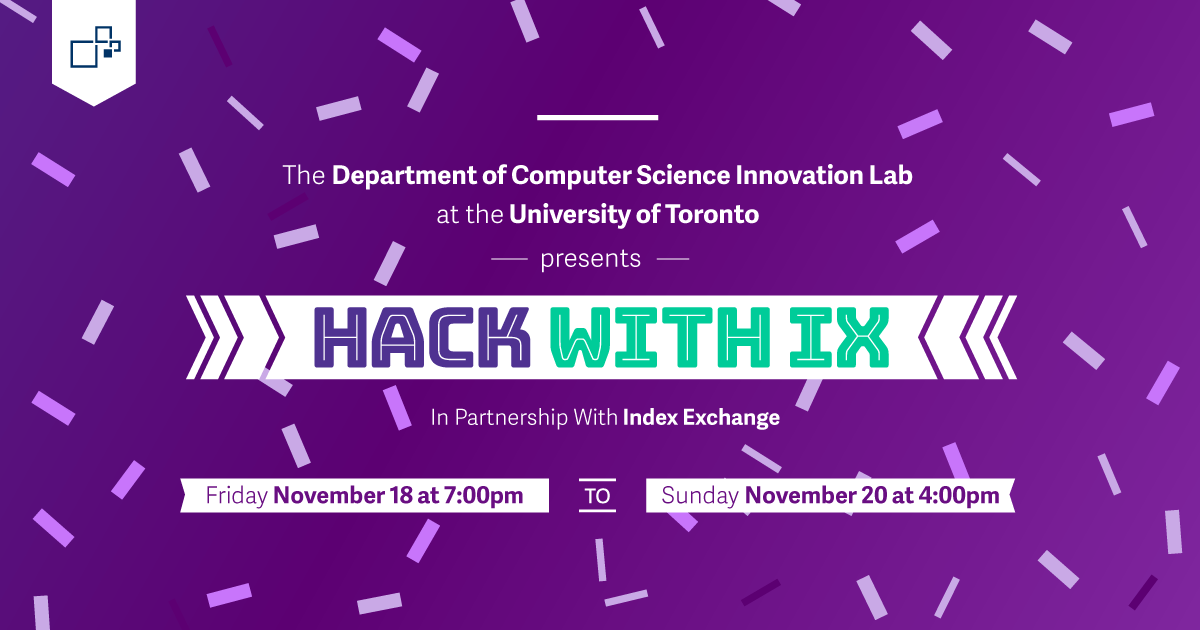 The Department of Computer Science Innovation Lab
at the University of Toronto
presents
HACK WITH IX
In Partnership With Index Exchange
Friday November 18 at 7:00pm TO Sunday November 20 at 4:00pm